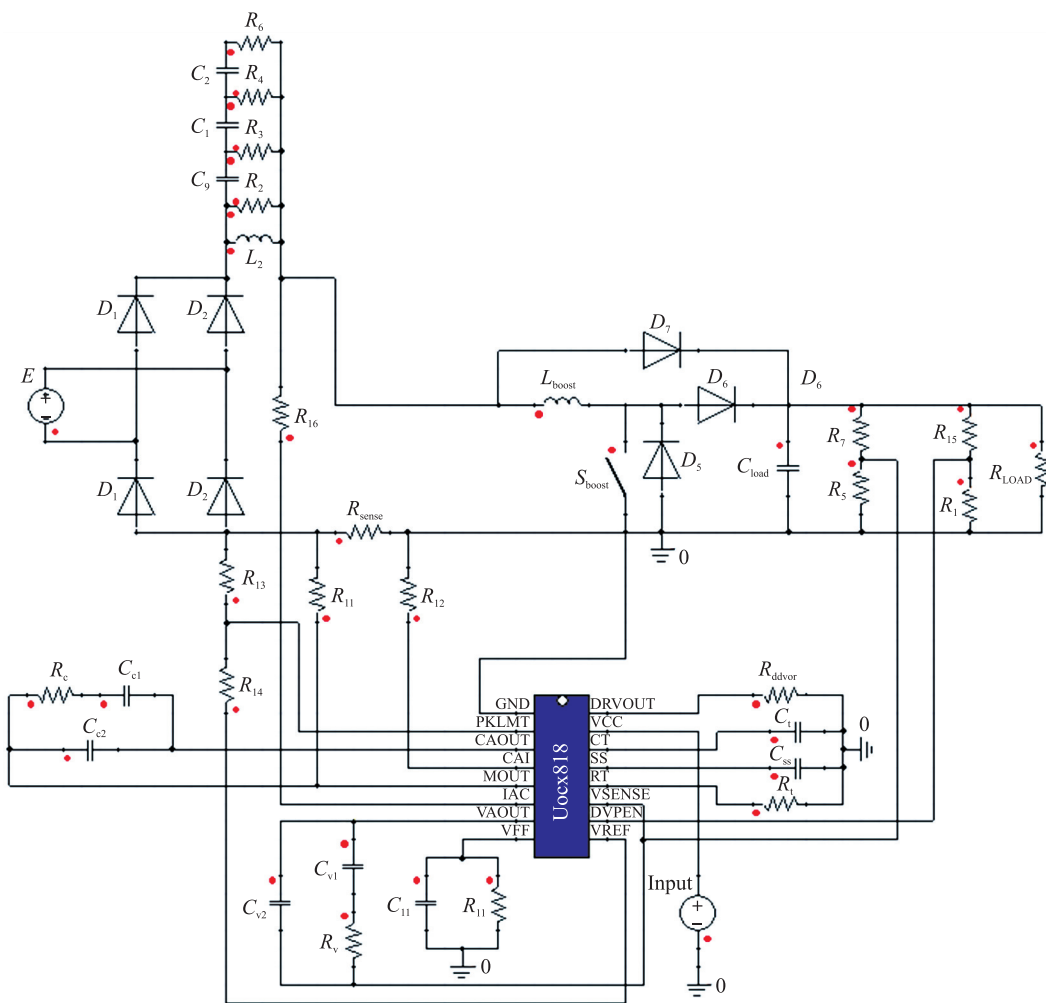 R6
C2
R4
C1
R3
C9
R2
L2
D1
D2
D7
E
Lboost
D6
D6
R16
R7
R15
Sboost
D5
Cload
RLOAD
D1
D2
R5
R1
Rsense
0
R13
R11
R12
Rc
Cc1
R14
Rddvor
GND
DRVOUT
PKLMT
VCC
Ct
0
Cc2
CAOUT
CT
CAI
SS
Css
MOUT
RT
Rt
IAC
VSENSE
VAOUT
DVPEN
VFF
VREF
Uocx818
Cv1
Input
Cv2
C11
R11
Rv
0
0